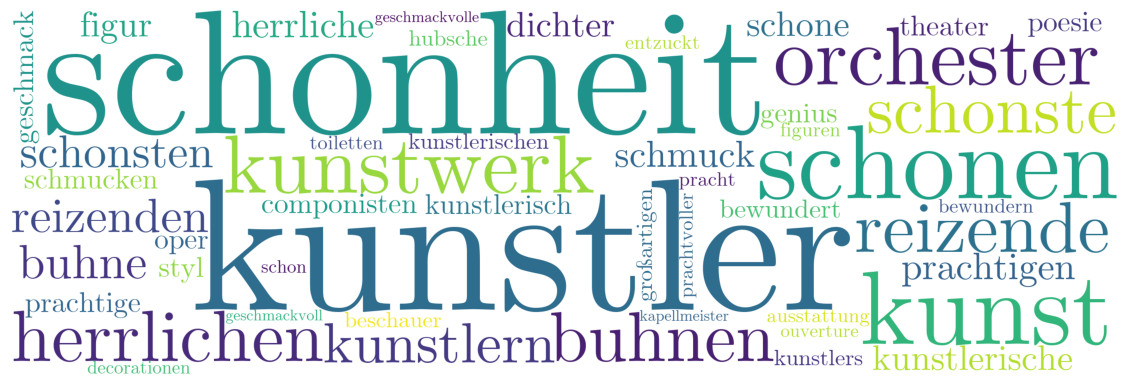 geschmack
figur
herrliche
geschmackvolle
hubsche
dichter
entzuckt
schone
theater
poesie
schonheit
orchester
genius
figuren
schonste
schonsten
toiletten
kunstlerischen
schmuck
schonen
schmucken
kunstwerk
pracht
reizenden
componisten
kunstlerisch
großartigen
prachtvoller
bewundert
bewundern
reizende
oper
buhne
styl
schon
kunstler
prachtigen
prachtige
geschmackvoll
beschauer
kapellmeister
ausstattung
ouverture
kunst
herrlichen
kunstlern
buhnen
kunstlers
kunstlerische
decorationen